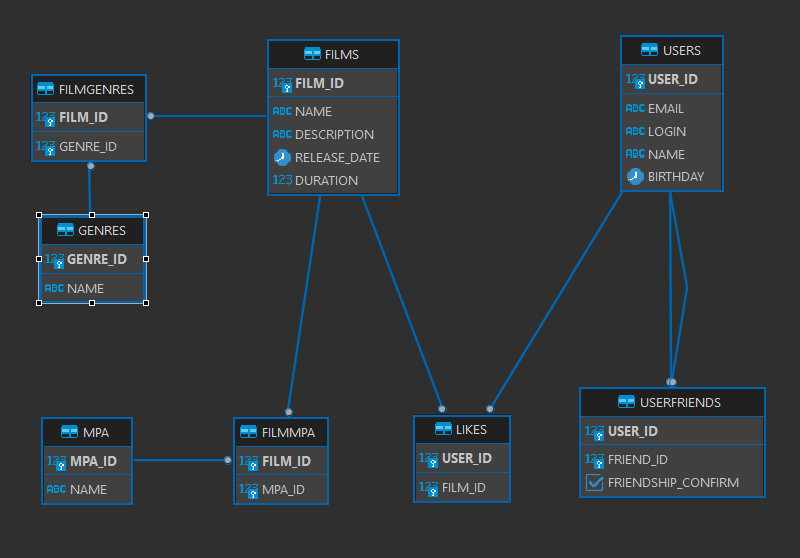 FILMGENRES
123 FILM_ID
123 GENRE_ID
GENRES
123 GENRE_ID
ABC NAME
FILMS
123 FILM_ID
ABC NAME
ABC DESCRIPTION
RELEASE_DATE
123 DURATION
USERS
123 USER_ID
ABC EMAIL
ABC LOGIN
ABC NAME
BIRTHDAY
MPA
123 MPA_ID
ABC NAME
FILMMPA
123 FILM_ID
123 MPA_ID
LIKES
123 USER_ID
123 FILM_ID
USERFRIENDS
123 USER_ID
123 FRIEND_ID
FRIENDSHIP_CONFIRM